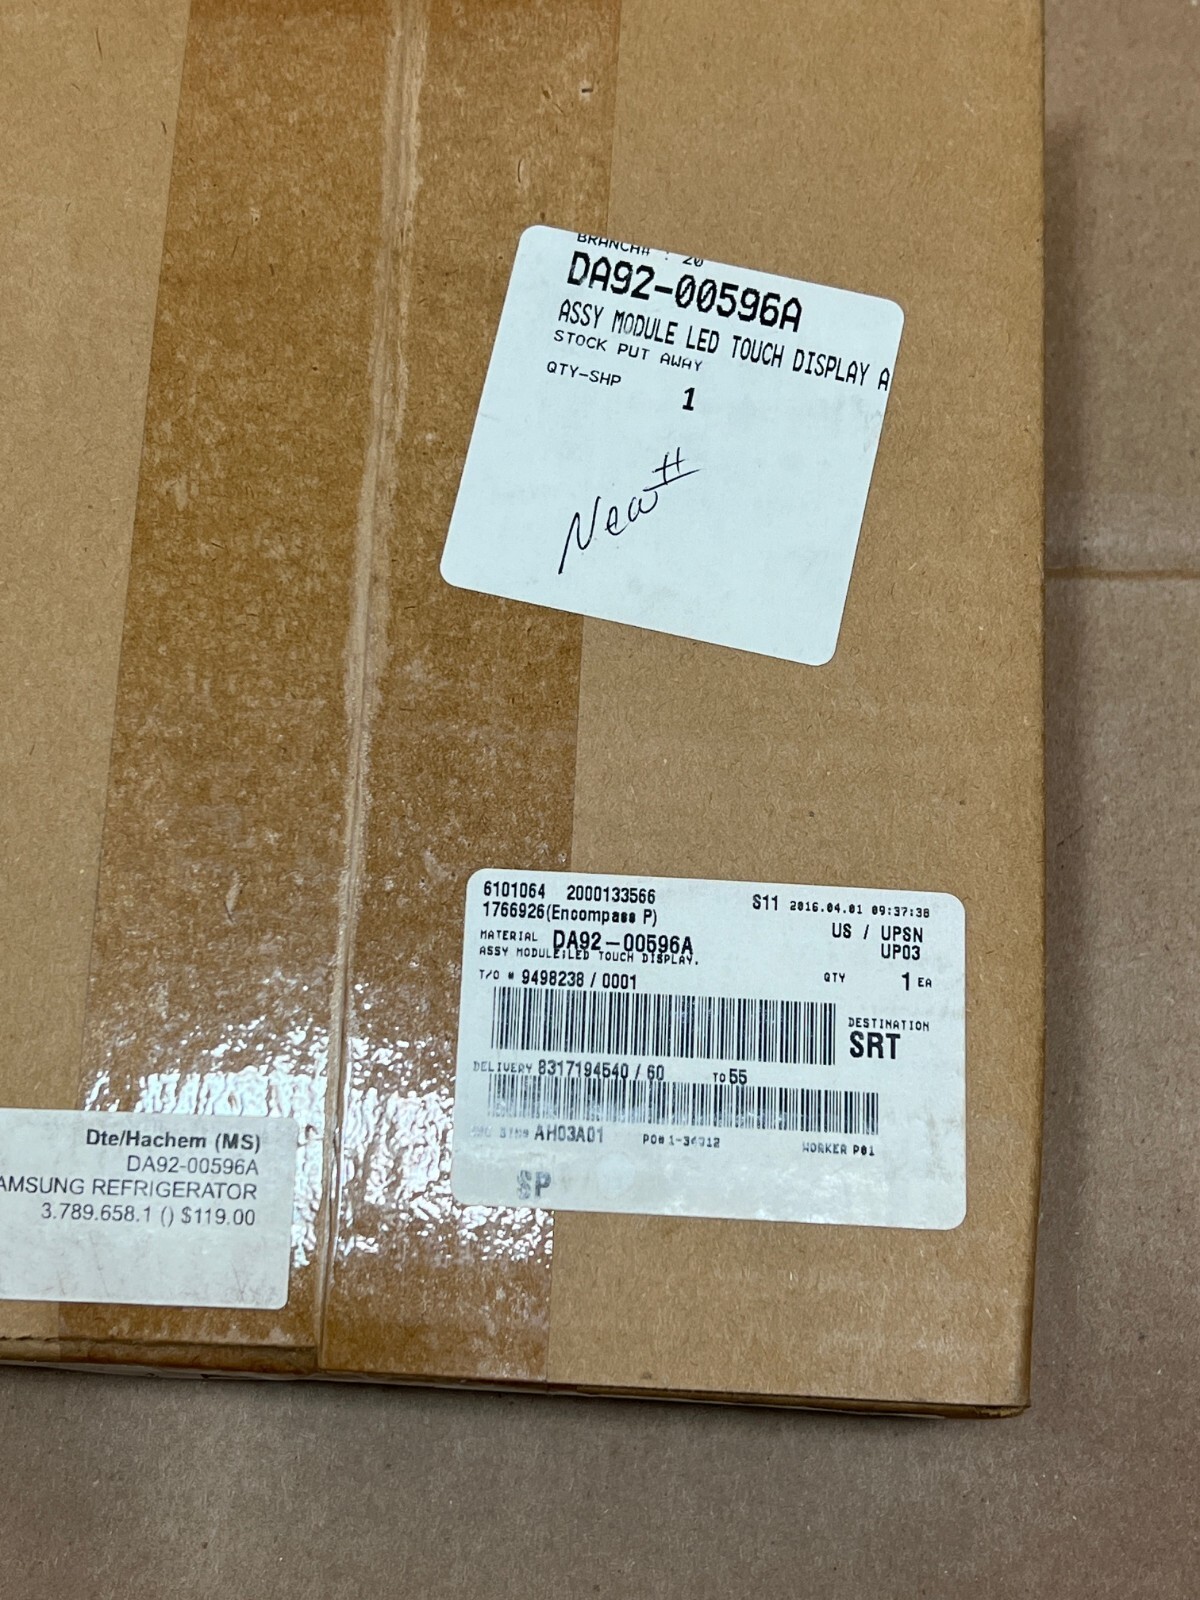 BRANCH# : 20
DA92-00596A
ASSY MODULE LED TOUCH DISPLAY A
STOCK PUT AWAY
QTY-SHP 1
New #
6101064 2000133566 S11 2016.04.01 09:37:38
1766926(Encompass P) US / UPSN
UP03
MATERIAL DA92-00596A
ASSY MODULE;LED TOUCH DISPLAY.
T/O # 9498238 / 0001 QTY 1 EA
DESTINATION
SRT
DELIVERY 8317194540 / 60 TO 55
AH03A01 PO# WORKER P01
SP
Dte/Hachem (MS)
DA92-00596A
AMSUNG REFRIGERATOR
3.789.658.1 () $119.00